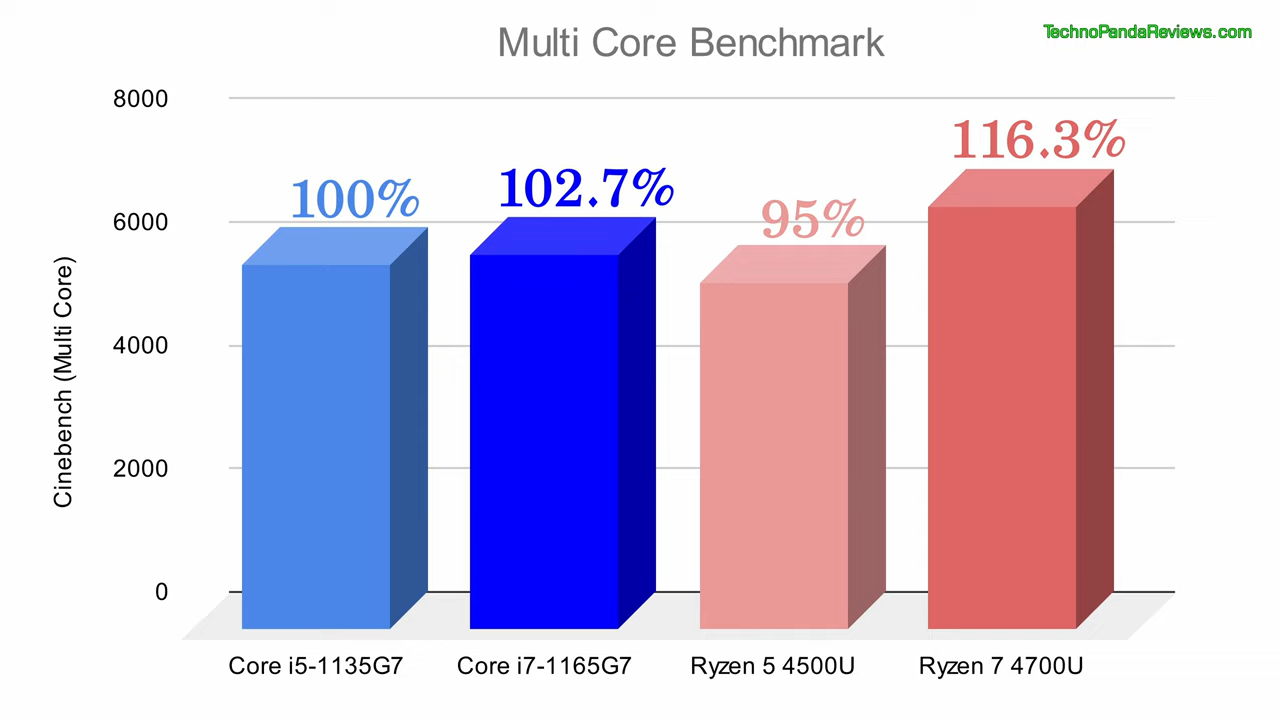 Multi Core Benchmark
TechnoPandaReviews.com
8000
6000
4000
2000
0
Cinebench (Multi Core)
100%
102.7%
95%
116.3%
Core i5-1135G7
Core i7-1165G7
Ryzen 5 4500U
Ryzen 7 4700U